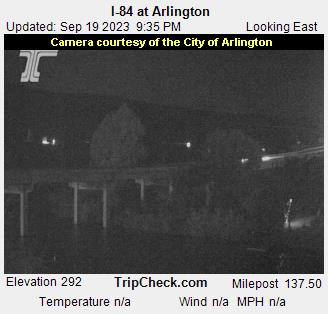 I-84 at Arlington
Updated: Sep 19 2023 9:35 PM Looking East
Camera courtesy of the City of Arlington
Elevation 292 TripCheck.com Milepost 137.50
Temperature n/a Wind n/a MPH n/a